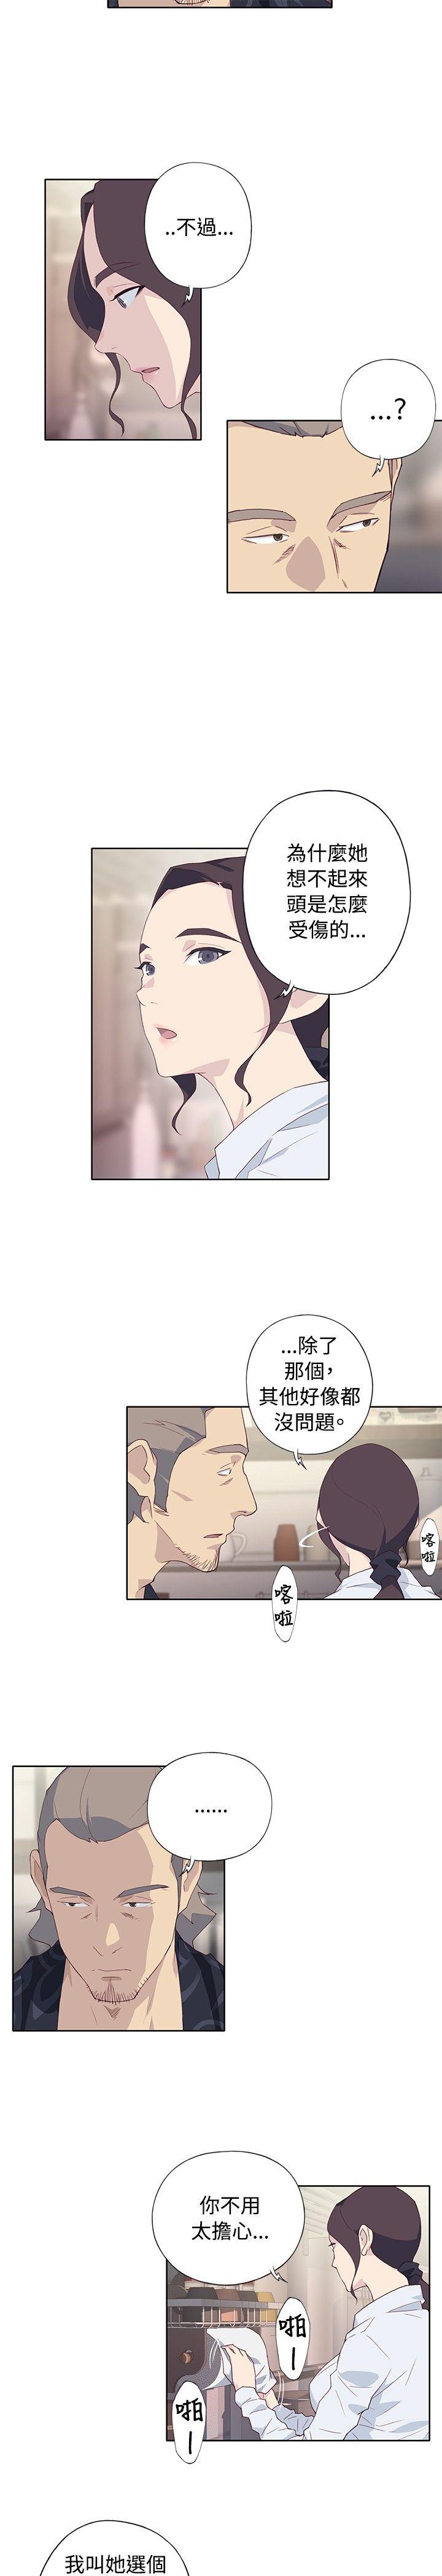 ..不過...
...?
為什麼她
想不起來
頭是怎麼
受傷的...
...除了
那個，
其他好像都
沒問題。
喀
啦
喀
啦
......
你不用
太擔心...
啪
—
啪
—
我叫她選個